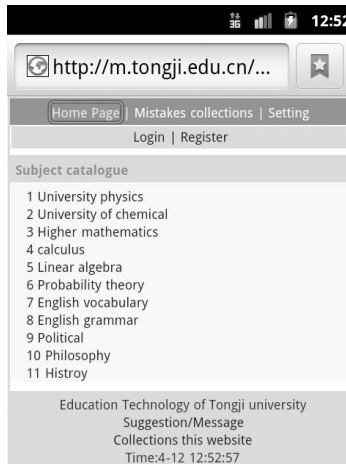 3G 12:52
http://m.tongji.edu.cn/...
Home Page | Mistakes collections | Setting
Login | Register
Subject catalogue
1 University physics
2 University of chemical
3 Higher mathematics
4 calculus
5 Linear algebra
6 Probability theory
7 English vocabulary
8 English grammar
9 Political
10 Philosophy
11 Histroy
Education Technology of Tongji university
Suggestion/Message
Collections this website
Time:4-12 12:52:57